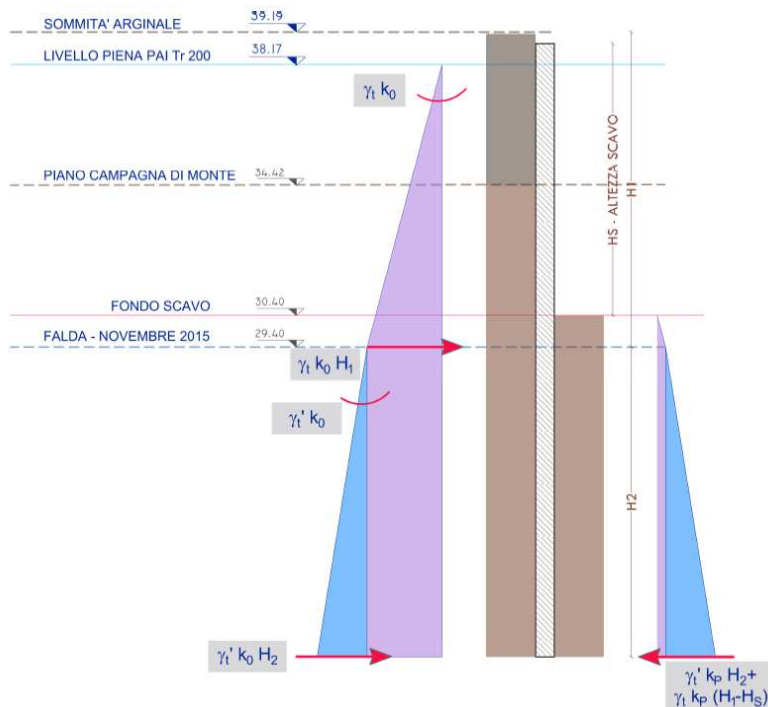 SOMMITA' ARGINALE 39.19
LIVELLO PIENA PAI Tr 200 38.17
γt k0
PIANO CAMPAGNA DI MONTE 34.42
HS - ALTEZZA SCAVO
H1
FONDO SCAVO 30.40
FALDA - NOVEMBRE 2015 29.40
γt k0 H1
γt' k0
H2
γt' k0 H2
γt' kP H2+
γt kP (H1-HS)